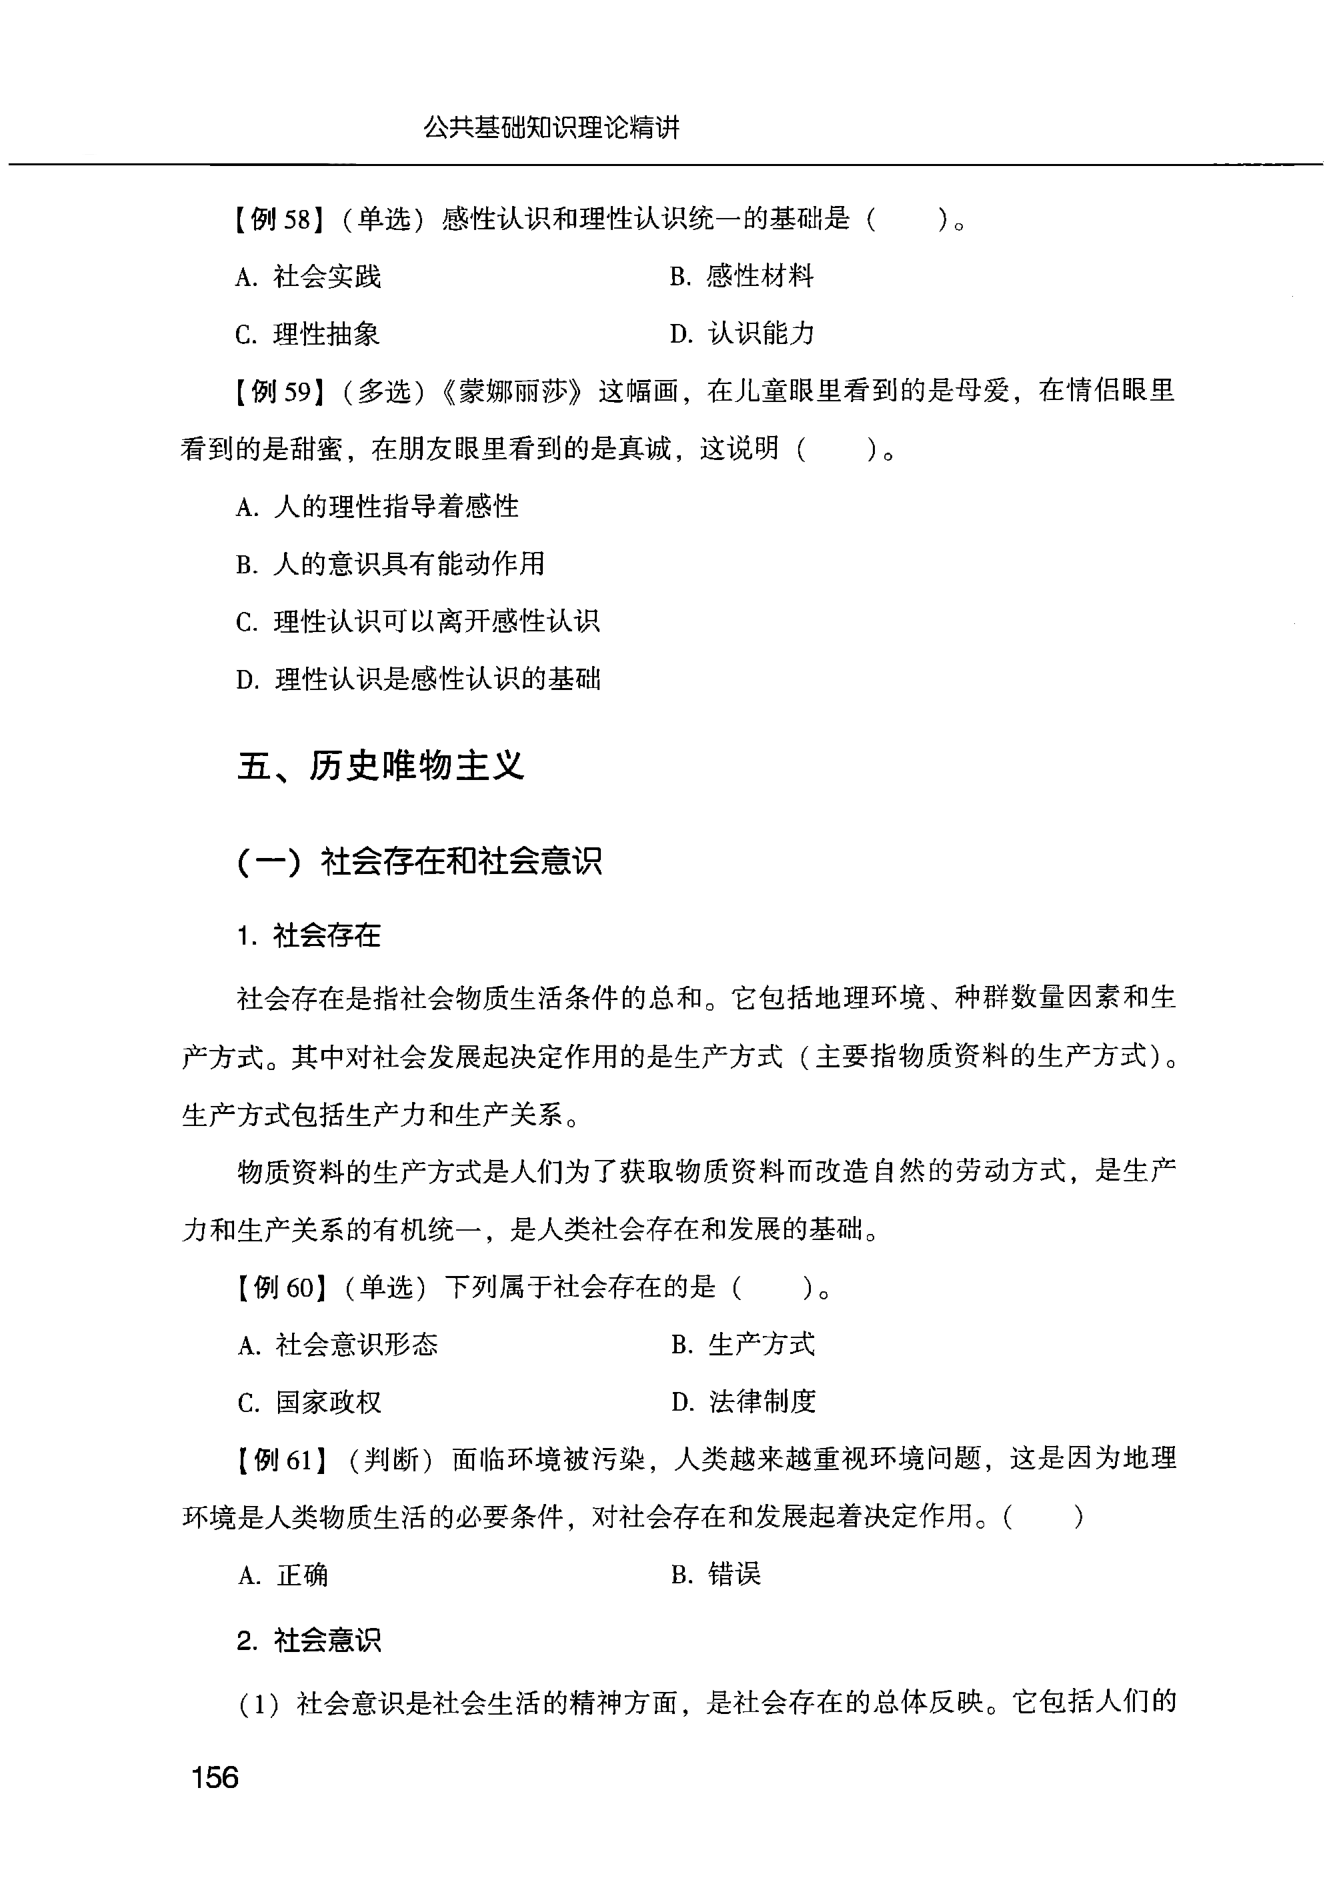 公共基础知识理论精讲
【例 58】（单选）感性认识和理性认识统一的基础是（　　）。
A. 社会实践　　B. 感性材料
C. 理性抽象　　D. 认识能力
【例 59】（多选）《蒙娜丽莎》这幅画，在儿童眼里看到的是母爱，在情侣眼里
看到的是甜蜜，在朋友眼里看到的是真诚，这说明（　　）。
A. 人的理性指导着感性
B. 人的意识具有能动作用
C. 理性认识可以离开感性认识
D. 理性认识是感性认识的基础
五、历史唯物主义
（一）社会存在和社会意识
1. 社会存在
社会存在是指社会物质生活条件的总和。它包括地理环境、种群数量因素和生
产方式。其中对社会发展起决定作用的是生产方式（主要指物质资料的生产方式）。
生产方式包括生产力和生产关系。
物质资料的生产方式是人们为了获取物质资料而改造自然的劳动方式，是生产
力和生产关系的有机统一，是人类社会存在和发展的基础。
【例 60】（单选）下列属于社会存在的是（　　）。
A. 社会意识形态　　B. 生产方式
C. 国家政权　　D. 法律制度
【例 61】（判断）面临环境被污染，人类越来越重视环境问题，这是因为地理
环境是人类物质生活的必要条件，对社会存在和发展起着决定作用。（　　）
A. 正确　　B. 错误
2. 社会意识
（1）社会意识是社会生活的精神方面，是社会存在的总体反映。它包括人们的
156